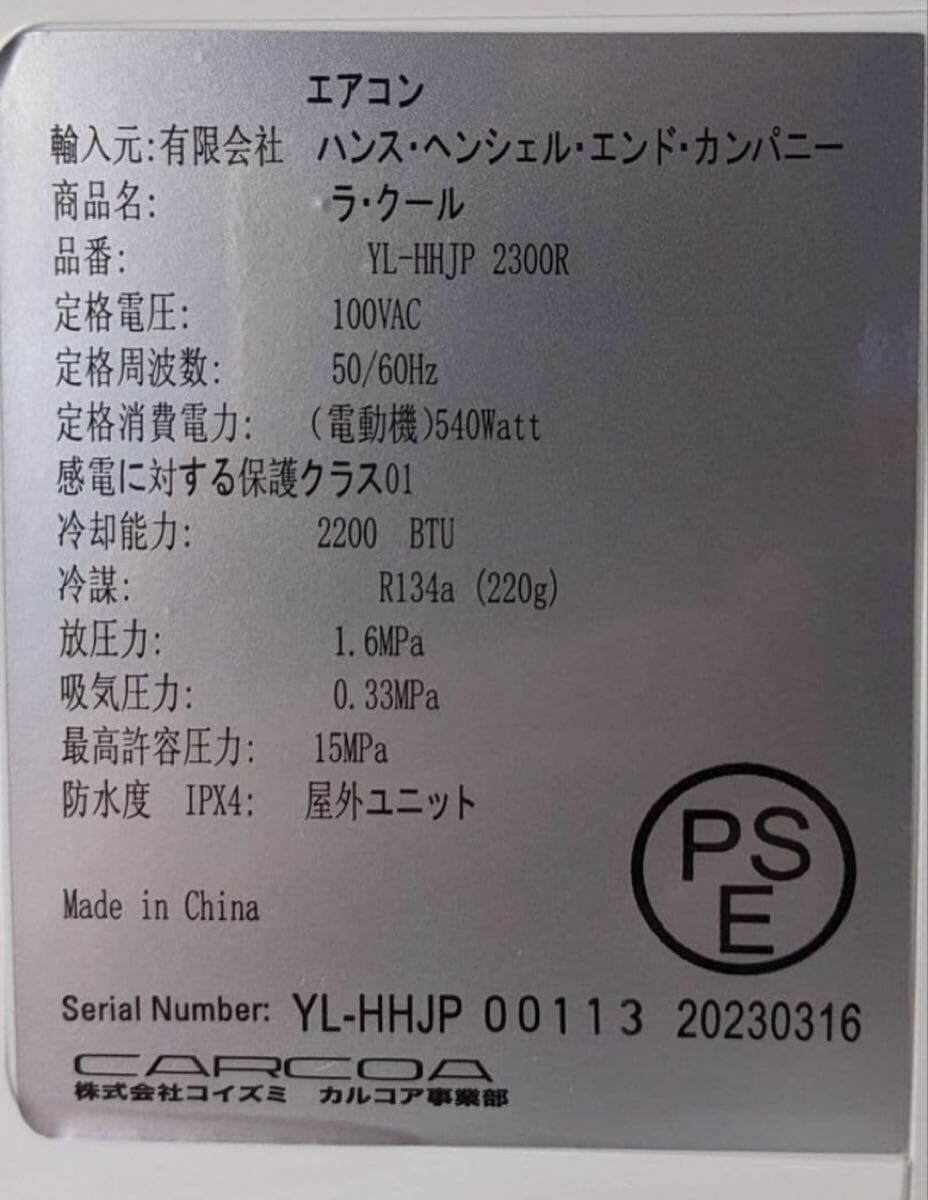 エアコン
輸入元:有限会社 ハンス・ヘンシェル・エンド・カンパニー
商品名: ラ・クール
品番: YL-HHJP 2300R
定格電圧: 100VAC
定格周波数: 50/60Hz
定格消費電力: (電動機)540Watt
感電に対する保護クラス01
冷却能力: 2200 BTU
冷謀: R134a (220g)
放圧力: 1.6MPa
吸気圧力: 0.33MPa
最高許容圧力: 15MPa
防水度 IPX4: 屋外ユニット
PSE
Made in China
Serial Number: YL-HHJP 00113 20230316
CARCOA
株式会社コイズミ カルコア事業部